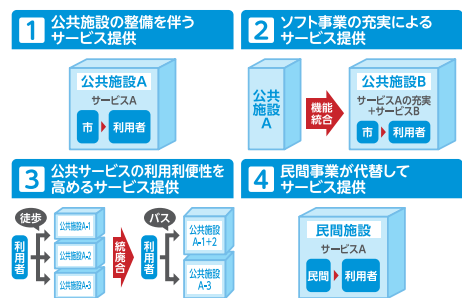 1 公共施設の整備を伴う
サービス提供
公共施設A
サービスA
市 利用者
2 ソフト事業の充実による
サービス提供
公共
施設
A
機能
統合
公共施設B
サービスAの充実
+サービスB
市 利用者
3 公共サービスの利用利便性を
高めるサービス提供
徒歩
利用者
公共施設A-1
公共施設A-2
公共施設A-3
統廃合
バス
利用者
公共施設
A-1+2
公共施設
A-3
4 民間事業が代替して
サービス提供
民間施設
サービスA
民間 利用者